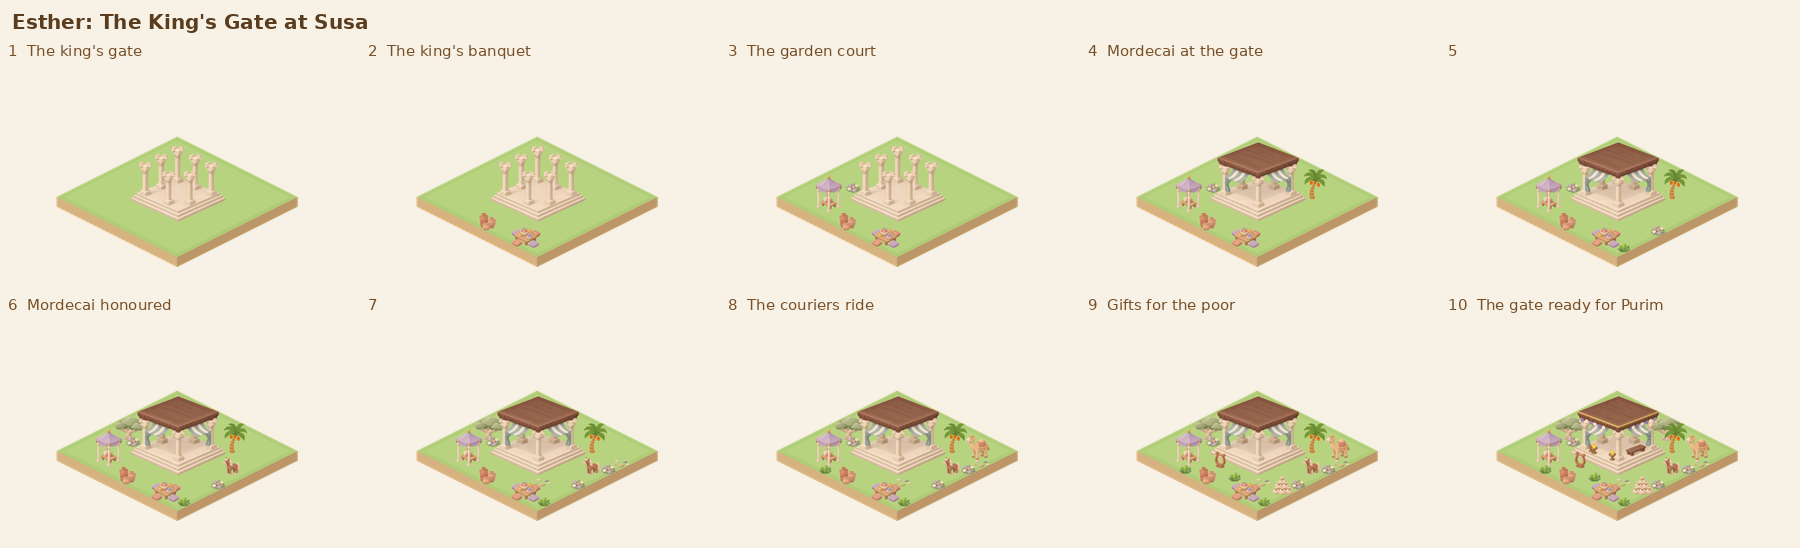 Esther: The King's Gate at Susa
1 The king's gate
2 The king's banquet
3 The garden court
4 Mordecai at the gate
5
6 Mordecai honoured
7
8 The couriers ride
9 Gifts for the poor
10 The gate ready for Purim